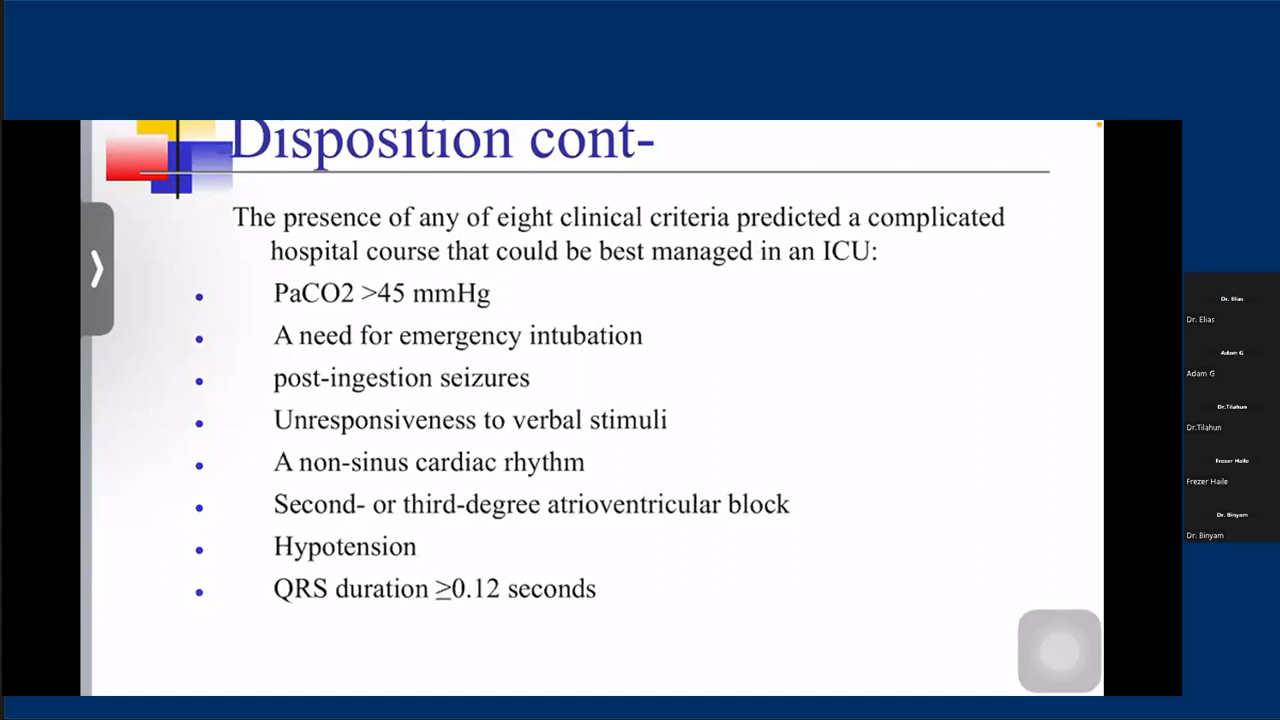 Disposition cont-
The presence of any of eight clinical criteria predicted a complicated
hospital course that could be best managed in an ICU:
• PaCO2 >45 mmHg
• A need for emergency intubation
• post-ingestion seizures
• Unresponsiveness to verbal stimuli
• A non-sinus cardiac rhythm
• Second- or third-degree atrioventricular block
• Hypotension
• QRS duration ≥0.12 seconds
Dr. Elias
Dr. Elias
Adam G
Adam G
Dr.Tilahun
Dr.Tilahun
Frezer Haile
Frezer Haile
Dr. Binyam
Dr. Binyam